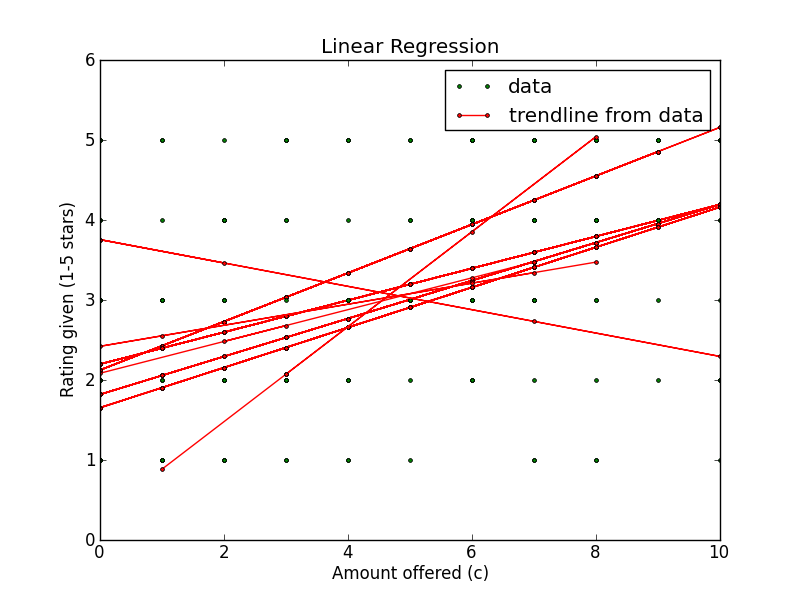 Linear Regression
data
trendline from data
6
5
4
3
2
1
0
Rating given (1-5 stars)
0 2 4 6 8 10
Amount offered (c)